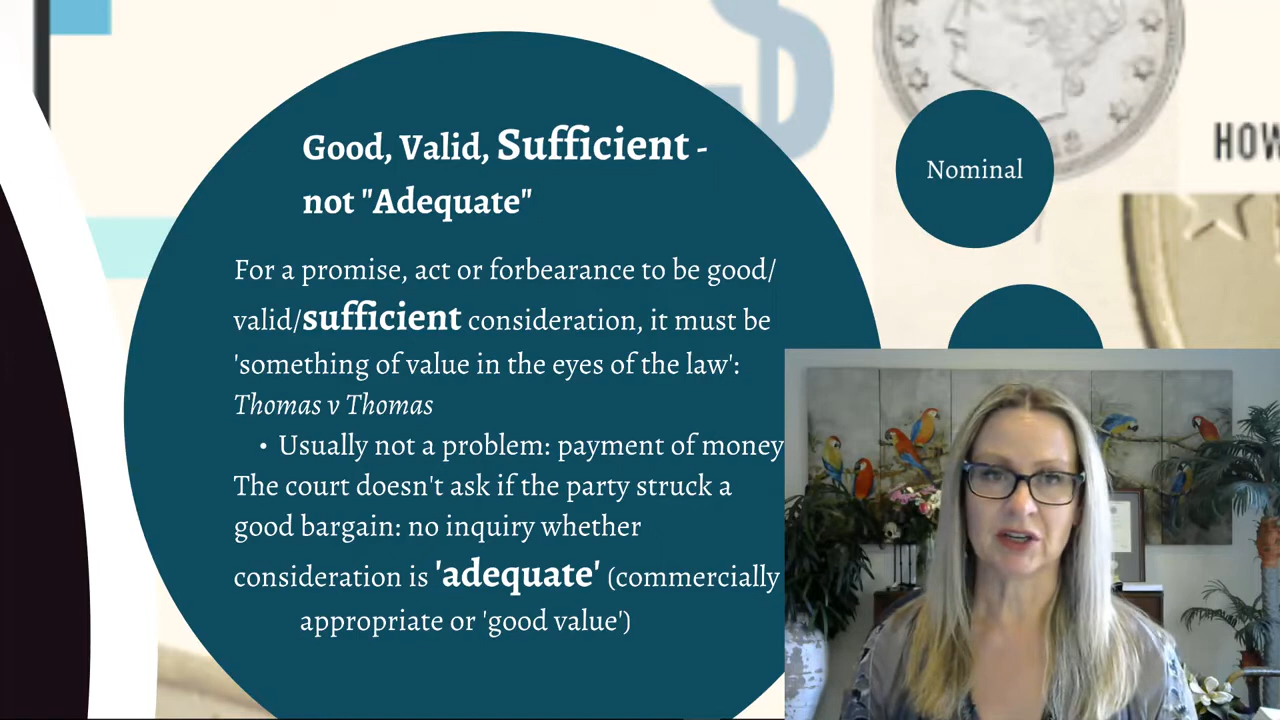 Good, Valid, Sufficient -
not "Adequate"
For a promise, act or forbearance to be good/
valid/sufficient consideration, it must be
'something of value in the eyes of the law':
Thomas v Thomas
• Usually not a problem: payment of money
The court doesn't ask if the party struck a
good bargain: no inquiry whether
consideration is 'adequate' (commercially
appropriate or 'good value')
Nominal
HOW
$